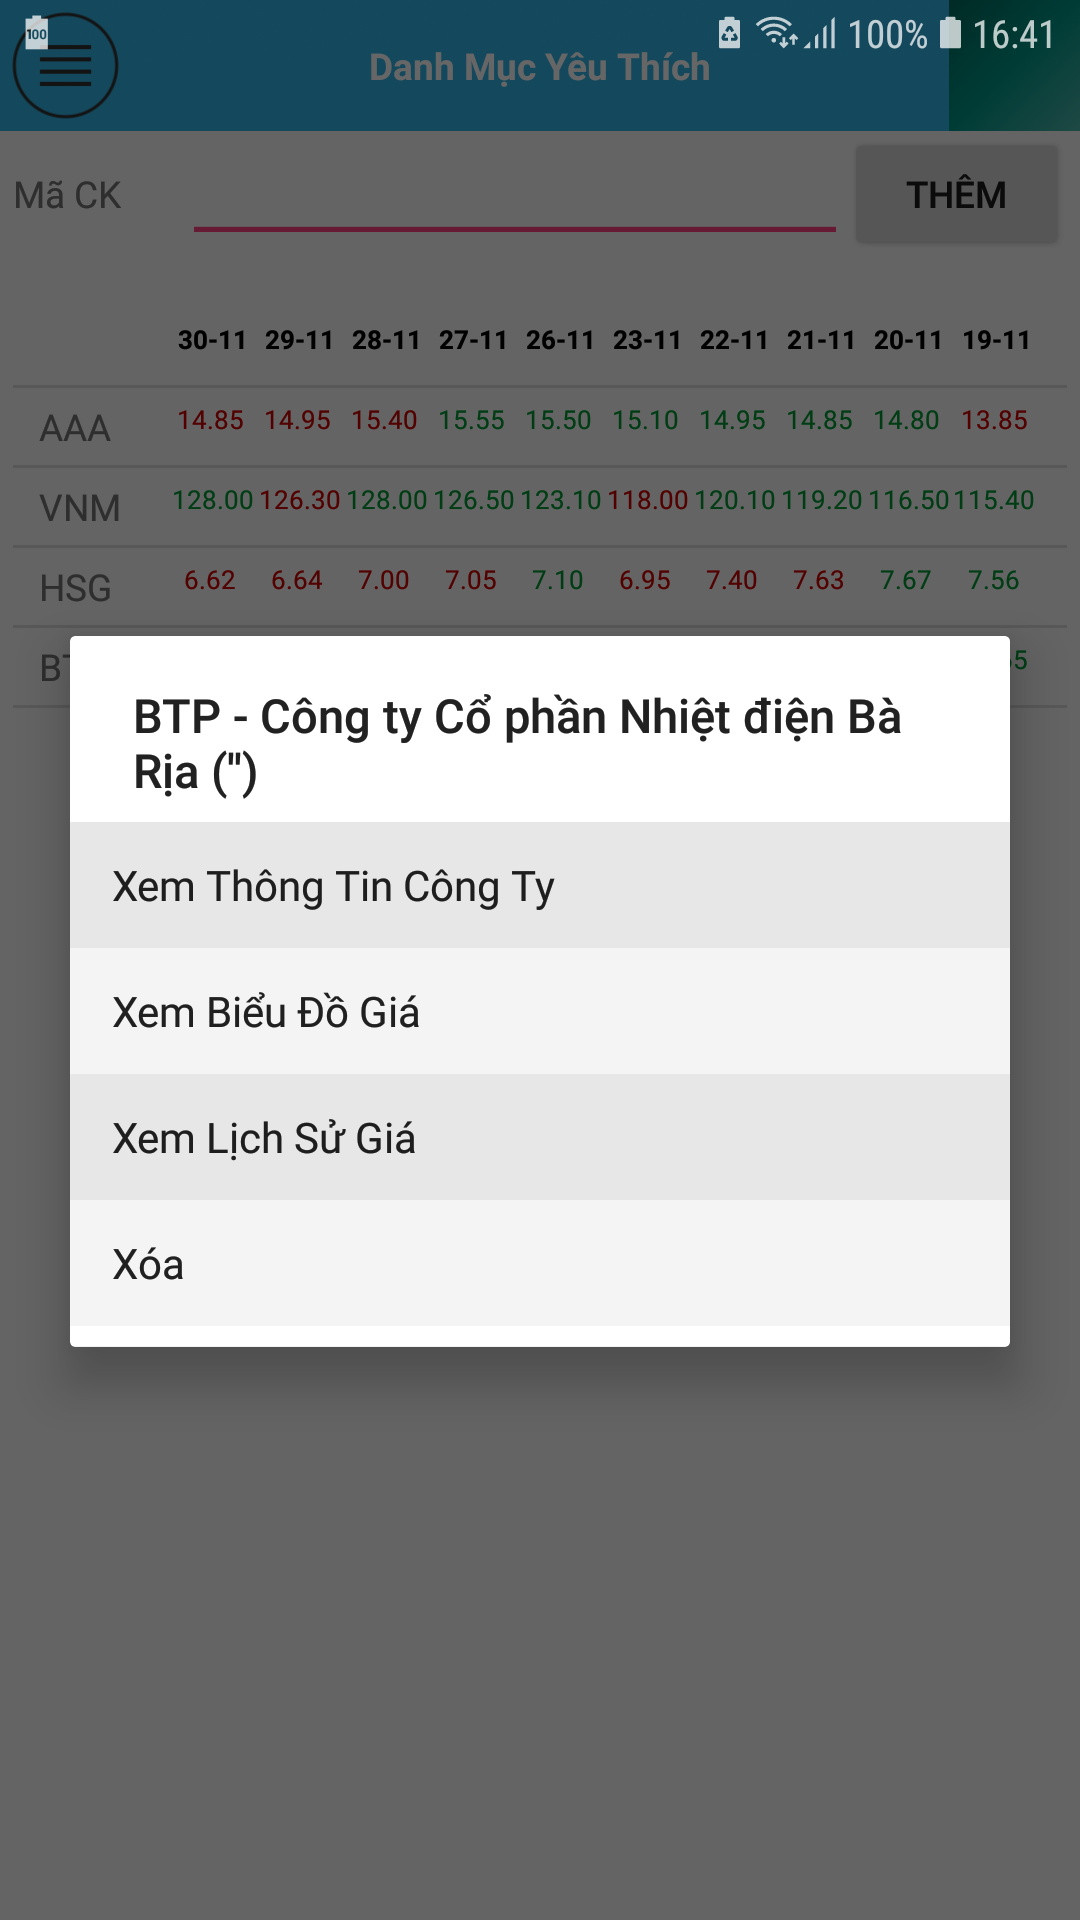 100 100% 16:41
Danh Mục Yêu Thích
Mã CK THÊM
30-11 29-11 28-11 27-11 26-11 23-11 22-11 21-11 20-11 19-11
AAA 14.85 14.95 15.40 15.55 15.50 15.10 14.95 14.85 14.80 13.85
VNM 128.00 126.30 128.00 126.50 123.10 118.00 120.10 119.20 116.50 115.40
HSG 6.62 6.64 7.00 7.05 7.10 6.95 7.40 7.63 7.67 7.56
BTP - Công ty Cổ phần Nhiệt điện Bà
Rịa (")
Xem Thông Tin Công Ty
Xem Biểu Đồ Giá
Xem Lịch Sử Giá
Xóa